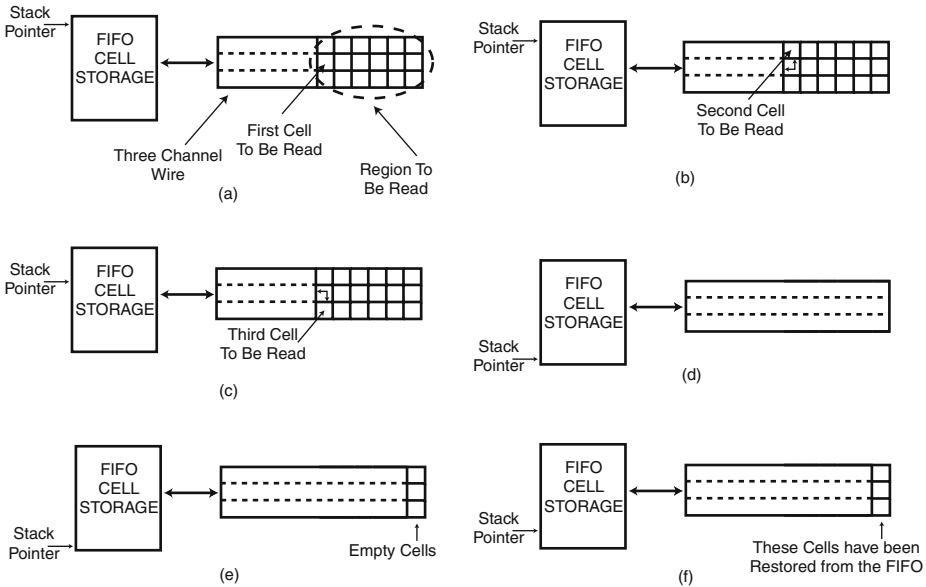 Stack
Pointer
FIFO
CELL
STORAGE
Three Channel
Wire
First Cell
To Be Read
Region To
Be Read
(a)
Stack
Pointer
FIFO
CELL
STORAGE
Second Cell
To Be Read
(b)
Stack
Pointer
FIFO
CELL
STORAGE
Third Cell
To Be Read
(c)
FIFO
CELL
STORAGE
Stack
Pointer
(d)
FIFO
CELL
STORAGE
Stack
Pointer
Empty Cells
(e)
FIFO
CELL
STORAGE
Stack
Pointer
These Cells have been
Restored from the FIFO
(f)